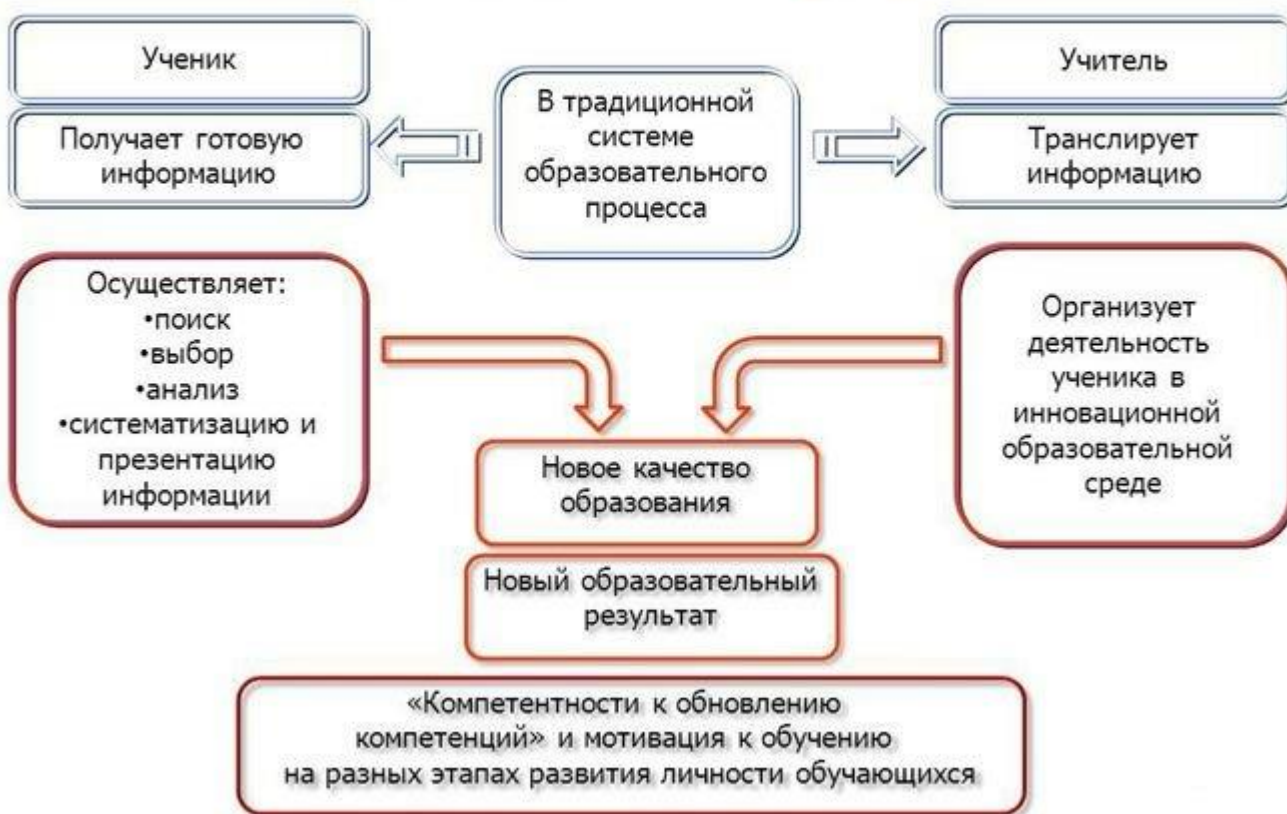 Ученик
Получает готовую
информацию
В традиционной
системе
образовательного
процесса
Учитель
Транслирует
информацию
Осуществляет:
•поиск
•выбор
•анализ
•систематизацию и
презентацию
информации
Организует
деятельность
ученика в
инновационной
образовательной
среде
Новое качество
образования
Новый образовательный
результат
«Компетентности к обновлению
компетенций» и мотивация к обучению
на разных этапах развития личности обучающихся